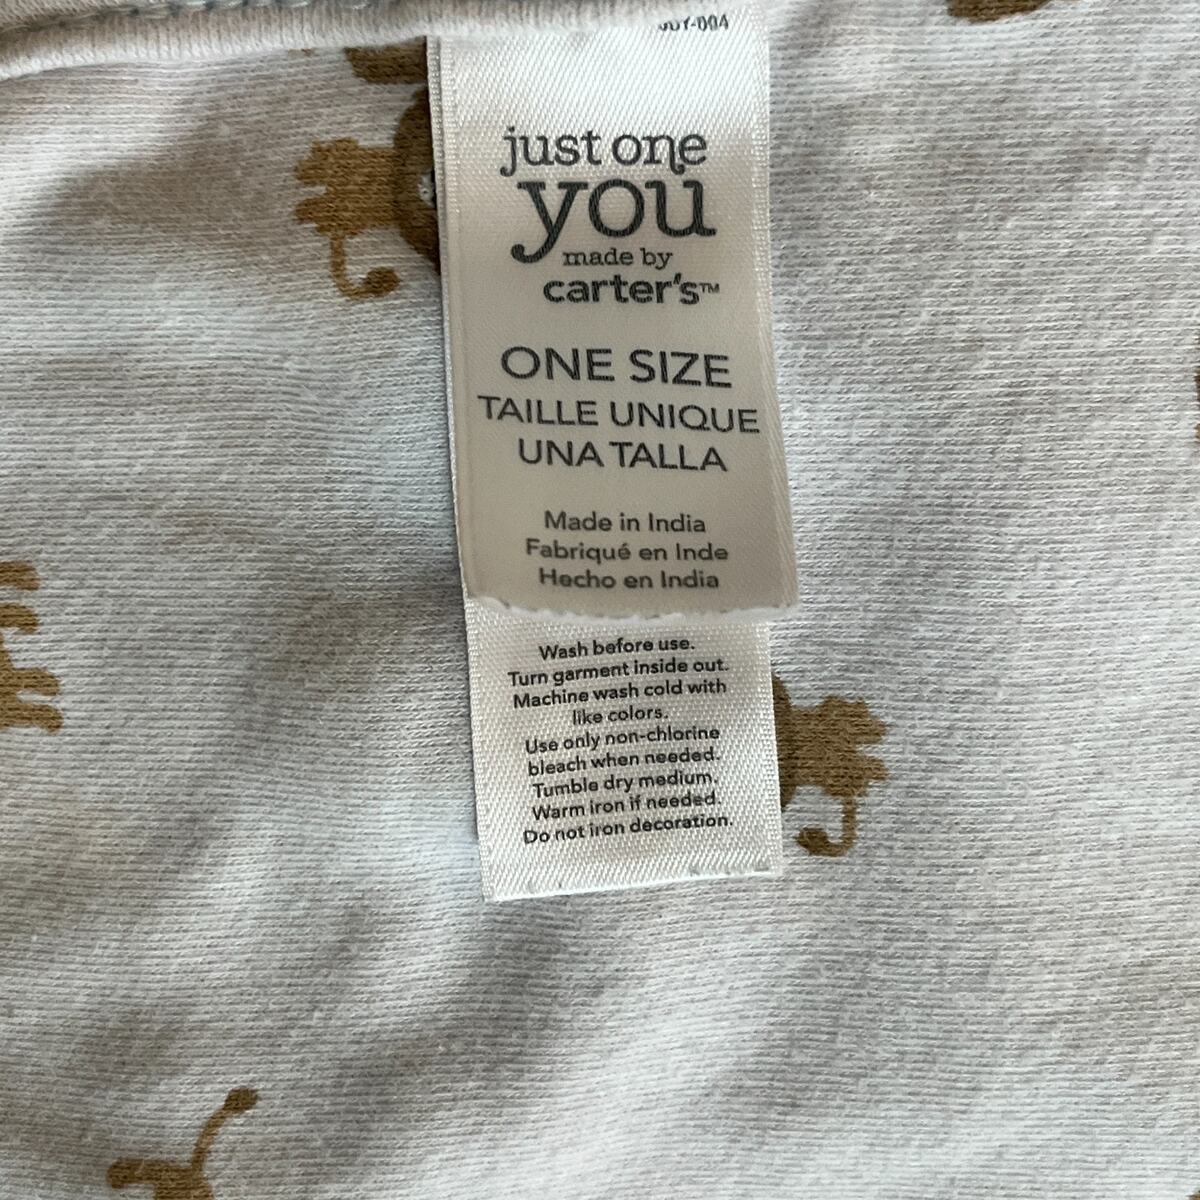 just one
you
made by
carter's™
ONE SIZE
TAILLE UNIQUE
UNA TALLA
Made in India
Fabriqué en Inde
Hecho en India
Wash before use.
Turn garment inside out.
Machine wash cold with
like colors.
Use only non-chlorine
bleach when needed.
Tumble dry medium.
Warm iron if needed.
Do not iron decoration.